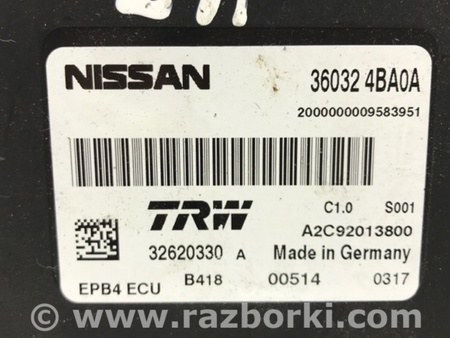 NISSAN
36032 4BA0A
2000000009583951
TRW
C1.0 S001
A2C92013800
32620330 A
Made in Germany
EPB4 ECU
B418
00514
0317
www.razborki.com